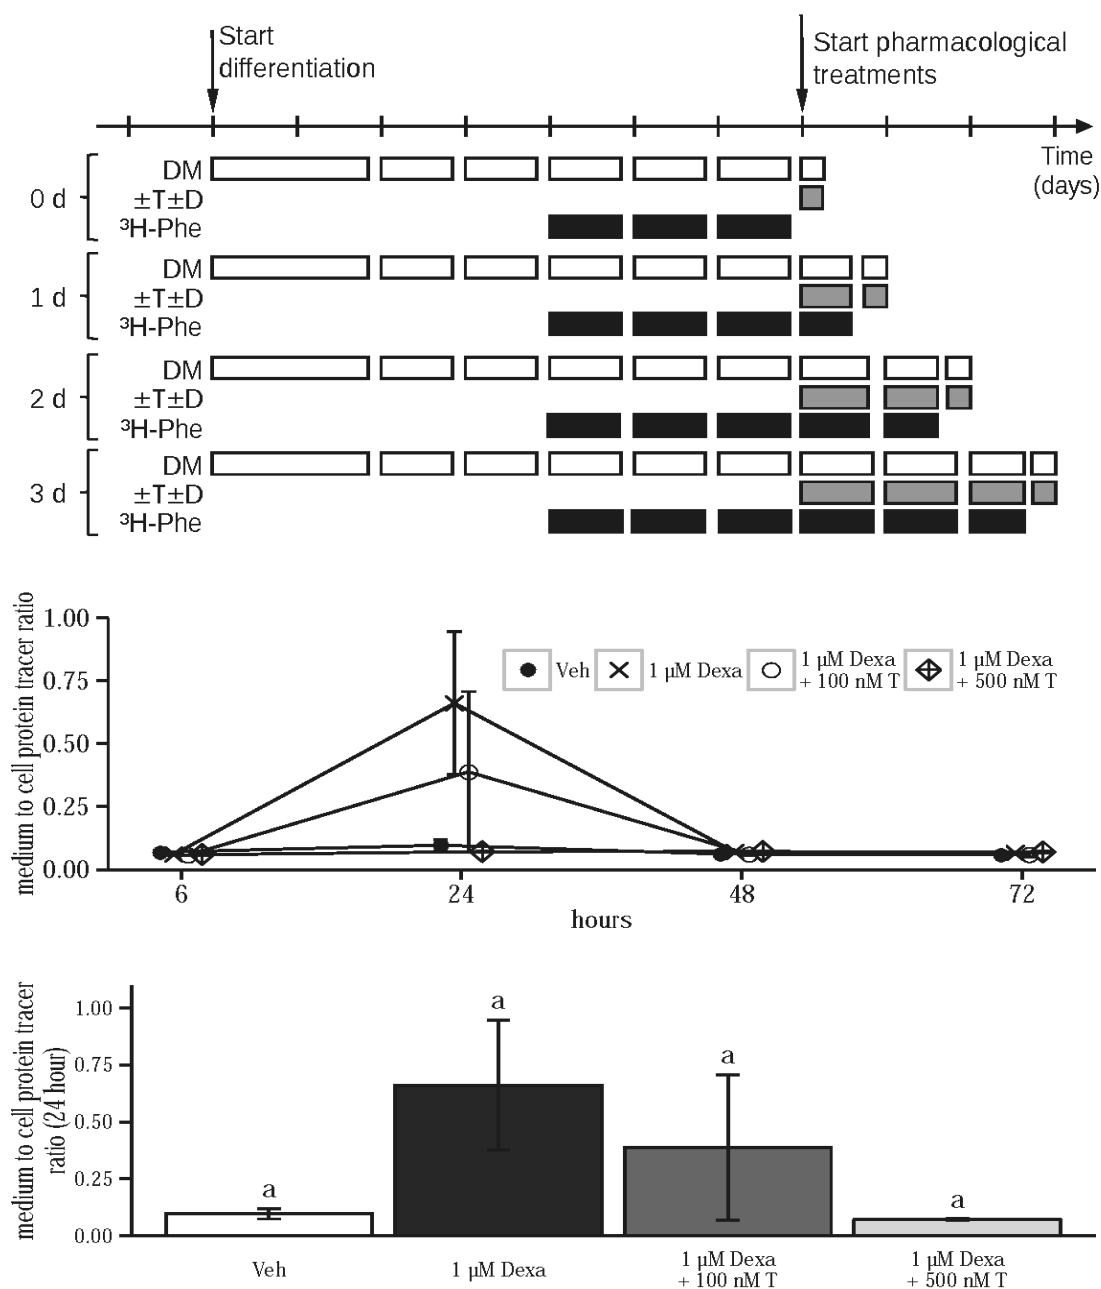 Start
differentiation
Start pharmacological
treatments
Time
(days)
0 d
DM
±T±D
³H-Phe
1 d
DM
±T±D
³H-Phe
2 d
DM
±T±D
³H-Phe
3 d
DM
±T±D
³H-Phe
medium to cell protein tracer ratio
1.00
0.75
0.50
0.25
0.00
Veh
1 µM Dexa
1 µM Dexa
+ 100 nM T
1 µM Dexa
+ 500 nM T
6
24
48
72
hours
medium to cell protein tracer
ratio (24 hour)
1.00
0.75
0.50
0.25
0.00
a
a
a
a
Veh
1 µM Dexa
1 µM Dexa
+ 100 nM T
1 µM Dexa
+ 500 nM T